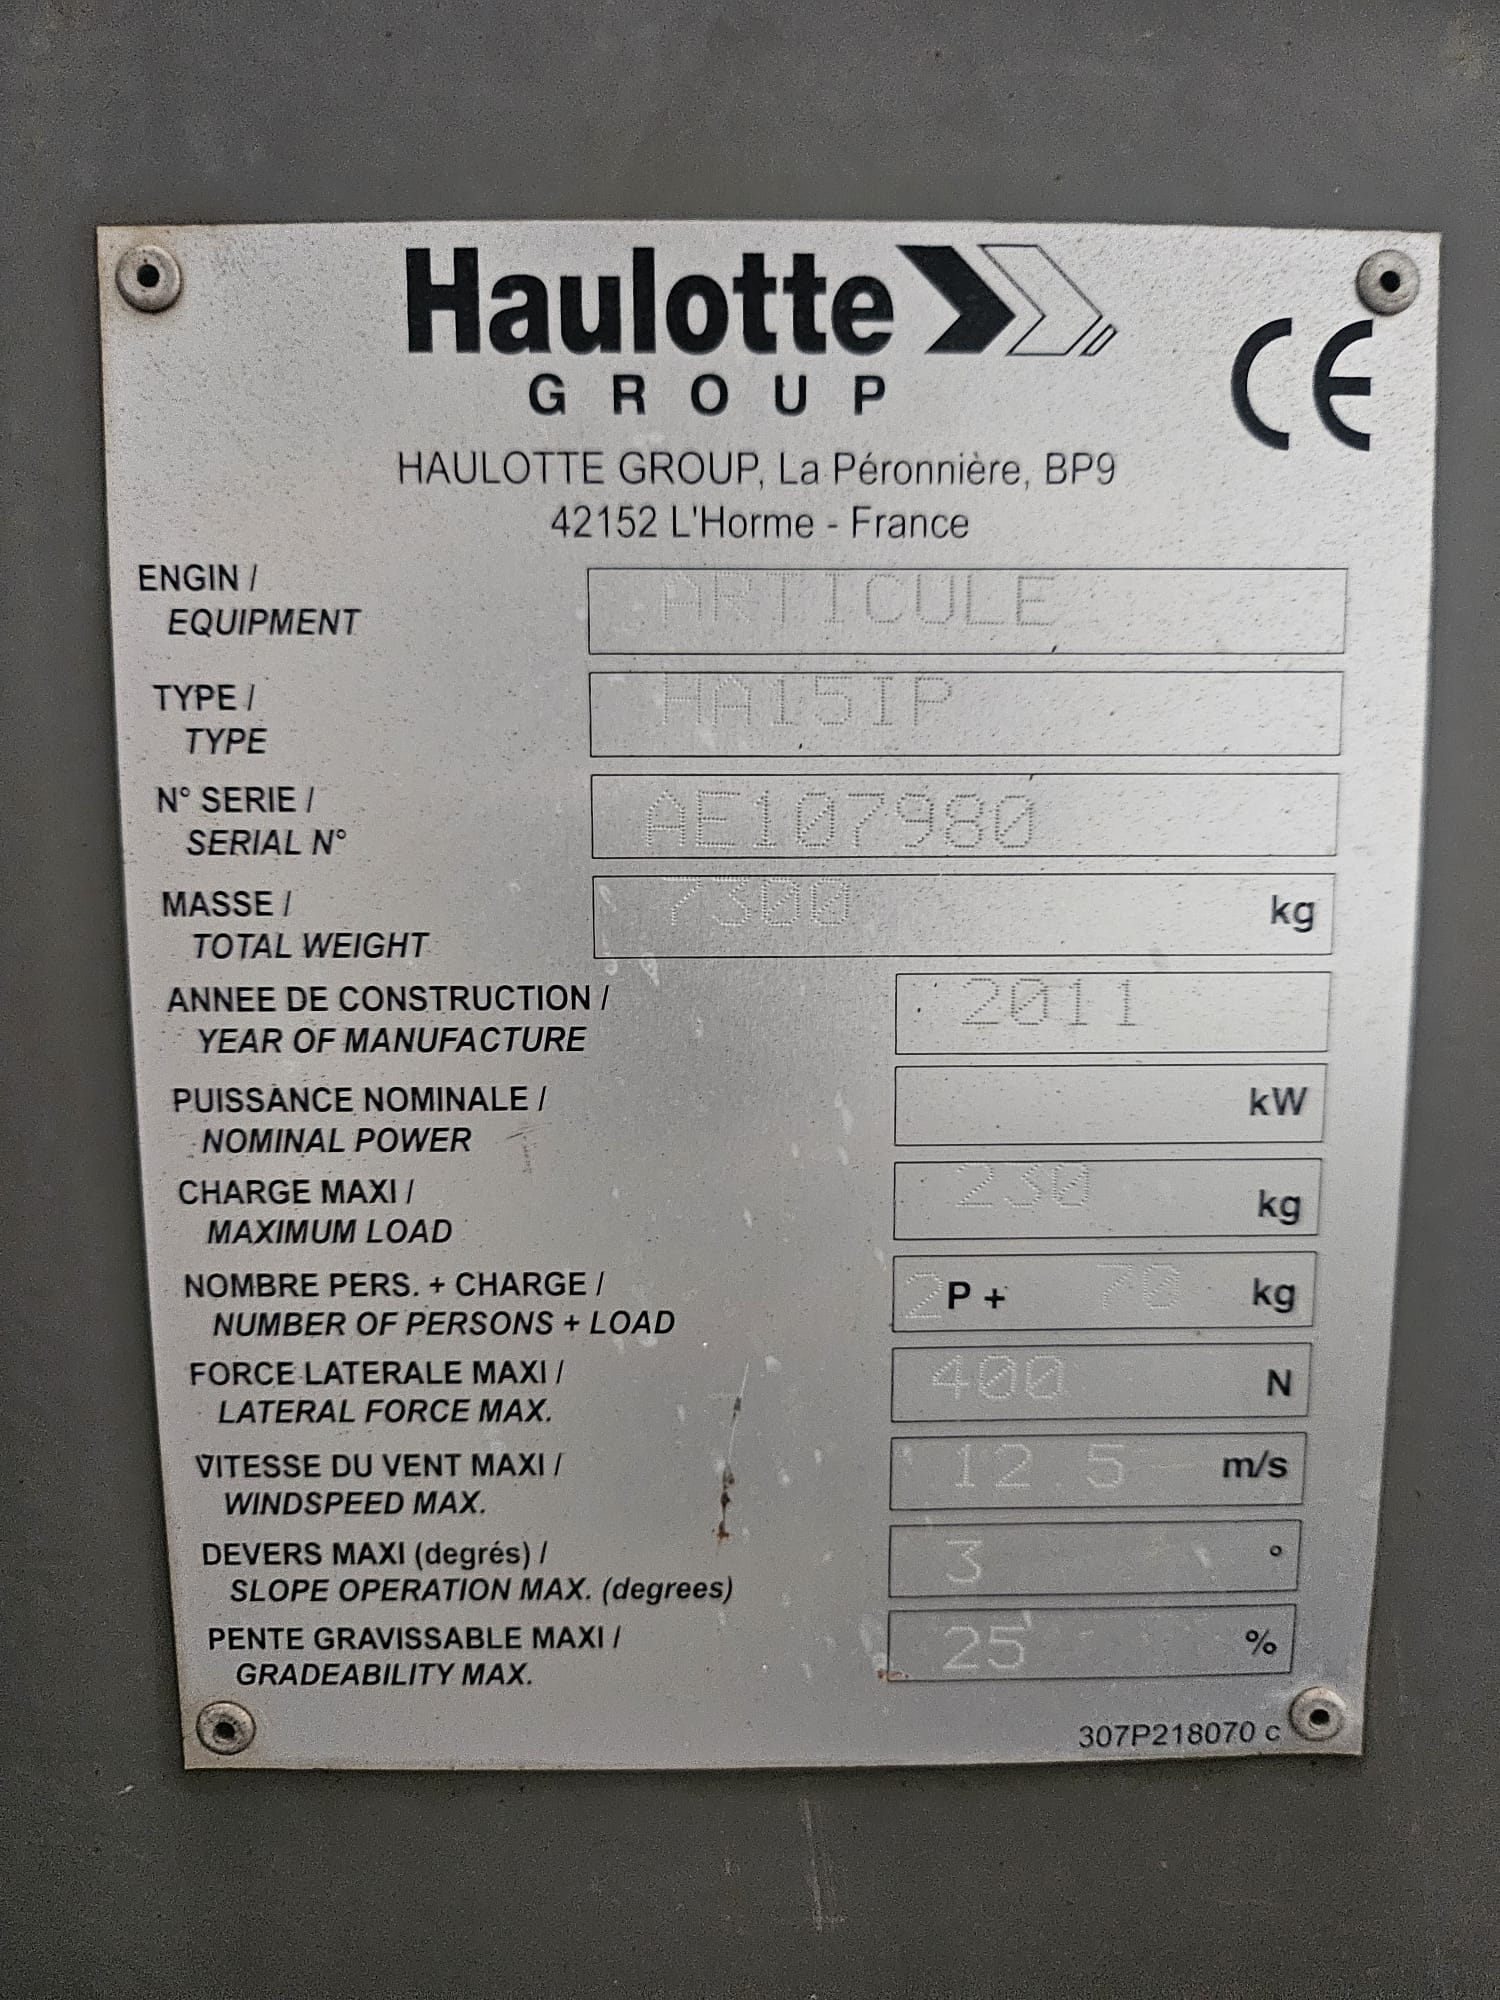 Haulotte
GROUP
CE
HAULOTTE GROUP, La Péronnière, BP9
42152 L'Horme - France
ENGIN /
EQUIPMENT
ARTICULE
TYPE /
TYPE
HA15IP
N° SERIE /
SERIAL N°
AE107980
MASSE /
TOTAL WEIGHT
7300 kg
ANNEE DE CONSTRUCTION /
YEAR OF MANUFACTURE
2011
PUISSANCE NOMINALE /
NOMINAL POWER
kW
CHARGE MAXI /
MAXIMUM LOAD
230 kg
NOMBRE PERS. + CHARGE /
NUMBER OF PERSONS + LOAD
2 P + 70 kg
FORCE LATERALE MAXI /
LATERAL FORCE MAX.
400 N
VITESSE DU VENT MAXI /
WINDSPEED MAX.
12.5 m/s
DEVERS MAXI (degrés) /
SLOPE OPERATION MAX. (degrees)
3 °
PENTE GRAVISSABLE MAXI /
GRADEABILITY MAX.
25 %
307P218070 c